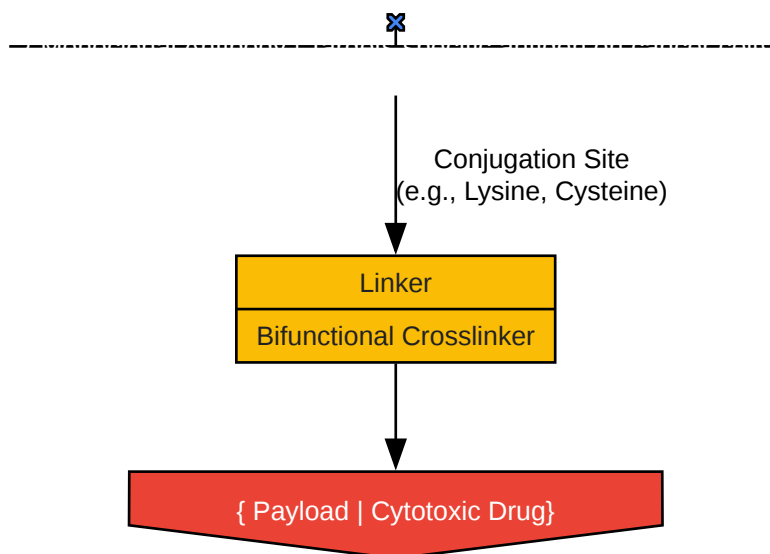 Conjugation Site
(e.g., Lysine, Cysteine)
Linker
Bifunctional Crosslinker
{ Payload | Cytotoxic Drug}